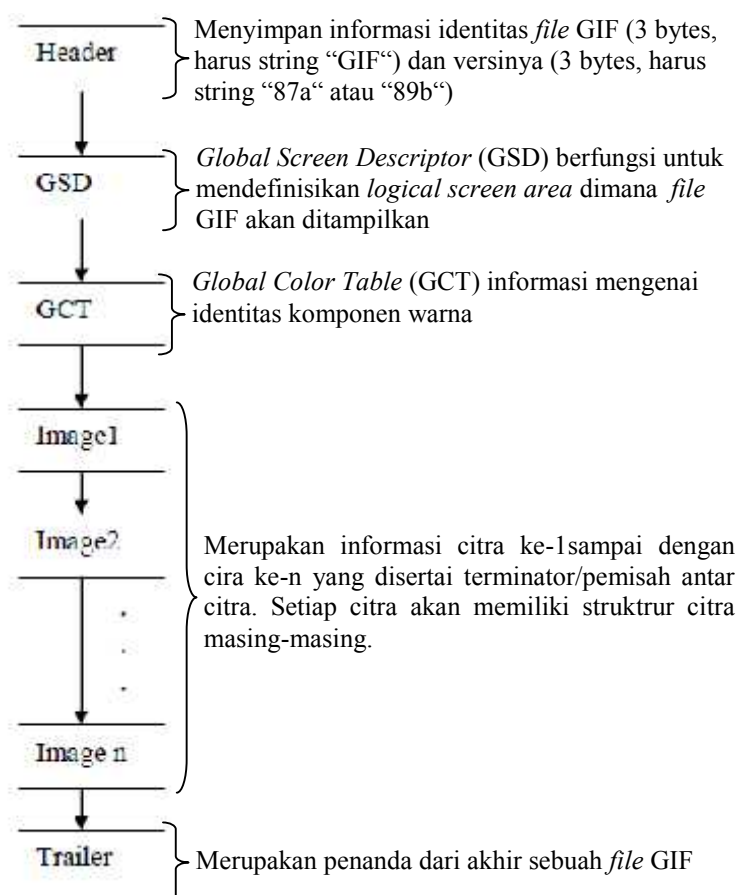 Header
Menyimpan informasi identitas file GIF (3 bytes,
harus string “GIF“) dan versinya (3 bytes, harus
string “87a“ atau “89b“)
GSD
Global Screen Descriptor (GSD) berfungsi untuk
mendefinisikan logical screen area dimana file
GIF akan ditampilkan
GCT
Global Color Table (GCT) informasi mengenai
identitas komponen warna
Image1
Image2
.
.
.
Image n
Merupakan informasi citra ke-1sampai dengan
cira ke-n yang disertai terminator/pemisah antar
citra. Setiap citra akan memiliki struktrur citra
masing-masing.
Trailer
Merupakan penanda dari akhir sebuah file GIF